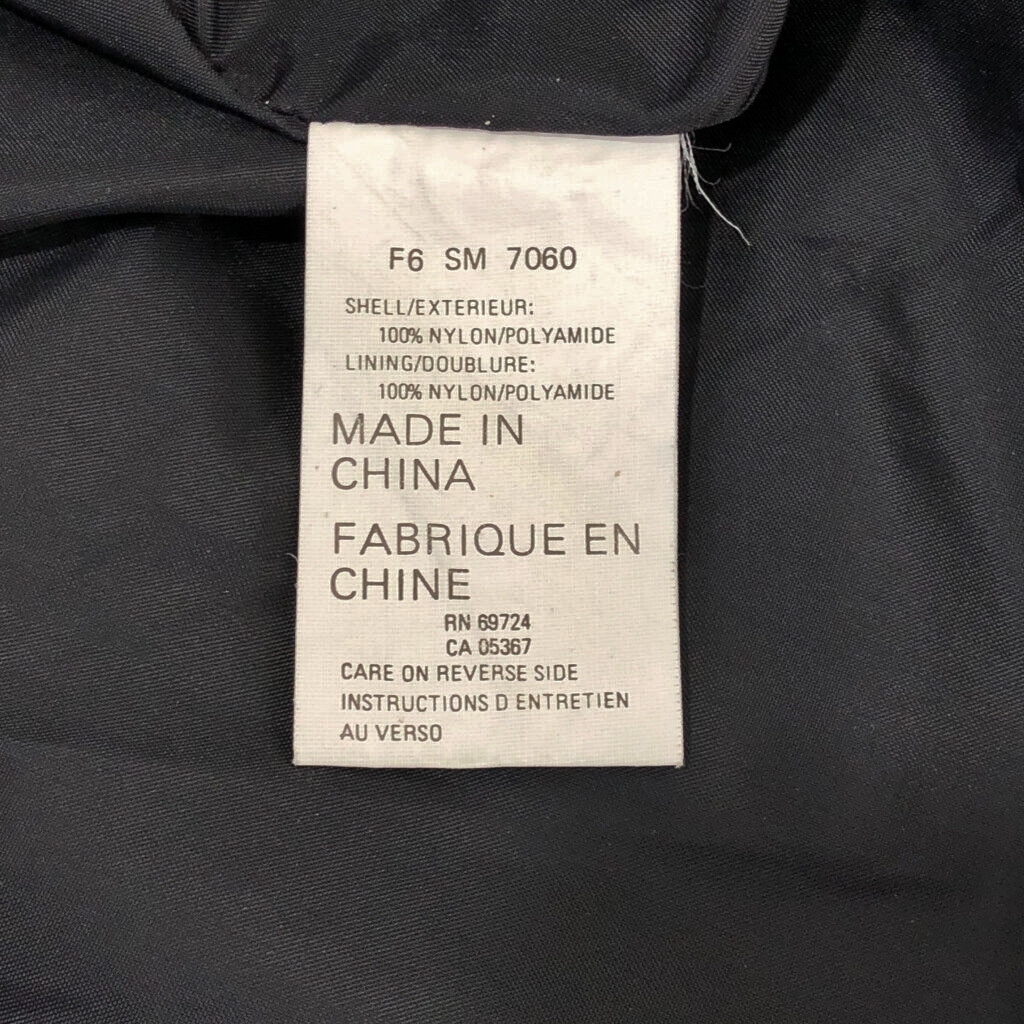 F6 SM 7060
SHELL/EXTERIEUR:
100% NYLON/POLYAMIDE
LINING/DOUBLURE:
100% NYLON/POLYAMIDE
MADE IN
CHINA
FABRIQUE EN
CHINE
RN 69724
CA 05367
CARE ON REVERSE SIDE
INSTRUCTIONS D ENTRETIEN
AU VERSO